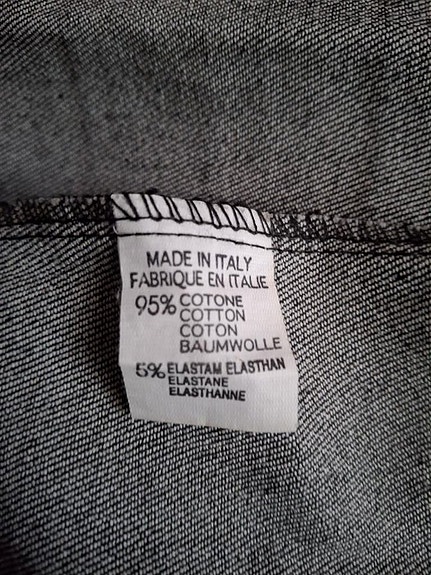 MADE IN ITALY
FABRIQUE EN ITALIE
95% COTONE
COTTON
COTON
BAUMWOLLE
5% ELASTAM ELASTHAN
ELASTANE
ELASTHANNE